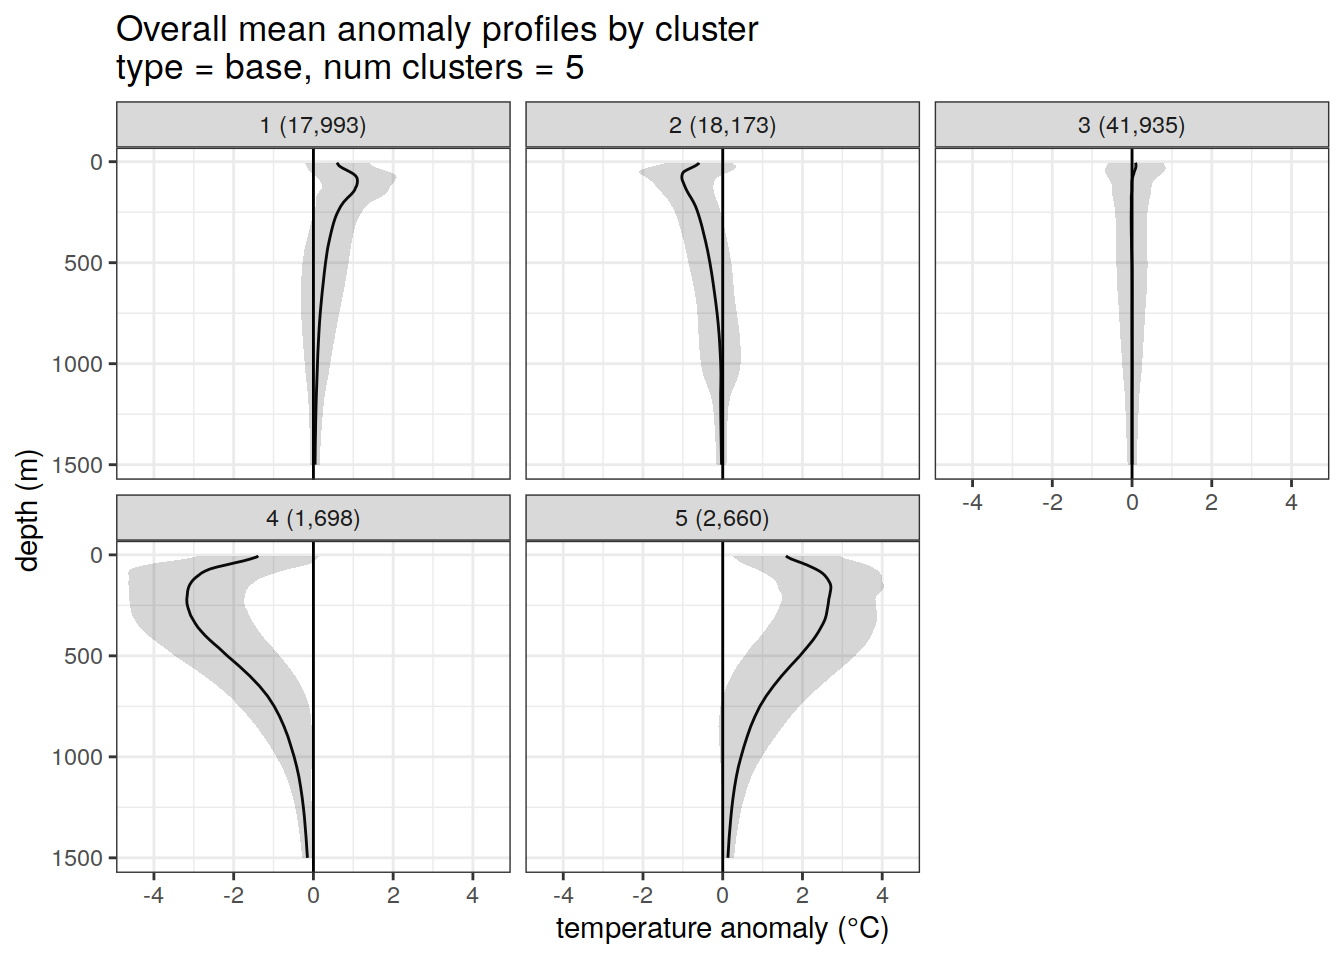 Overall mean anomaly profiles by cluster
type = base, num clusters = 5
1 (17,993)
2 (18,173)
3 (41,935)
0
500
1000
1500
-4 -2 0 2 4
4 (1,698)
5 (2,660)
0
500
1000
1500
-4 -2 0 2 4
-4 -2 0 2 4
depth (m)
temperature anomaly (°C)